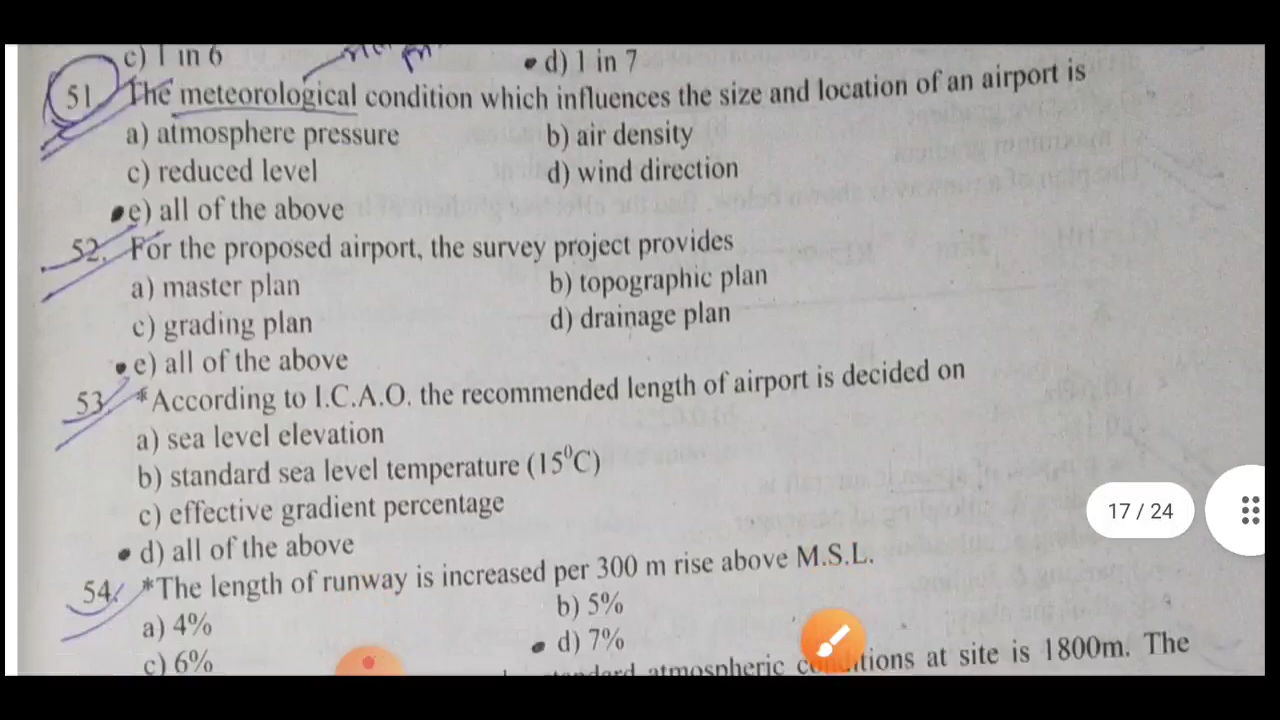 c) 1 in 6
d) 1 in 7
51. The meteorological condition which influences the size and location of an airport is
a) atmosphere pressure
b) air density
c) reduced level
d) wind direction
e) all of the above
52. For the proposed airport, the survey project provides
a) master plan
b) topographic plan
c) grading plan
d) drainage plan
e) all of the above
53. *According to I.C.A.O. the recommended length of airport is decided on
a) sea level elevation
b) standard sea level temperature (15⁰C)
c) effective gradient percentage
d) all of the above
17 / 24
54. *The length of runway is increased per 300 m rise above M.S.L.
a) 4%
b) 5%
c) 6%
d) 7%
atmospheric at site is 1800m. The